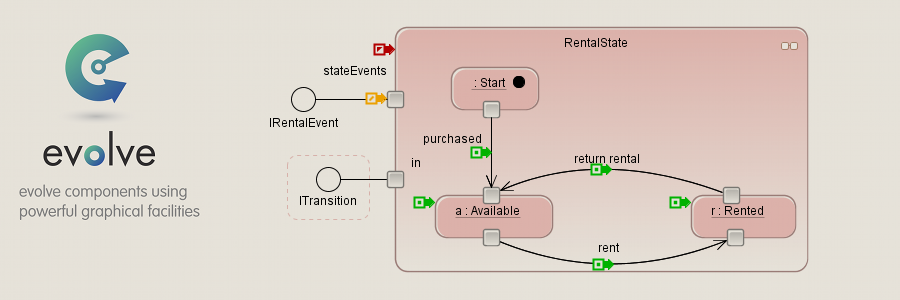 evolve
evolve components using
powerful graphical facilities
RentalState
stateEvents
: Start
IRentalEvent
purchased
in
return rental
ITransition
a : Available
r : Rented
rent